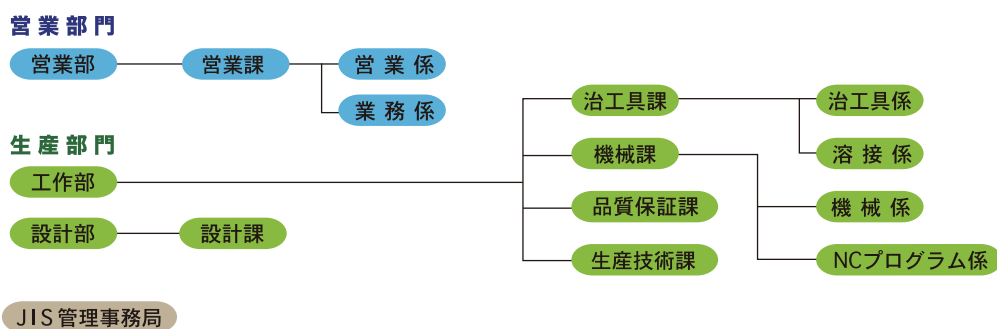 営業部門
営業部
営業課
営業係
業務係
生産部門
工作部
治工具課
治工具係
溶接係
機械課
機械係
NCプログラム係
品質保証課
生産技術課
設計部
設計課
JIS管理事務局